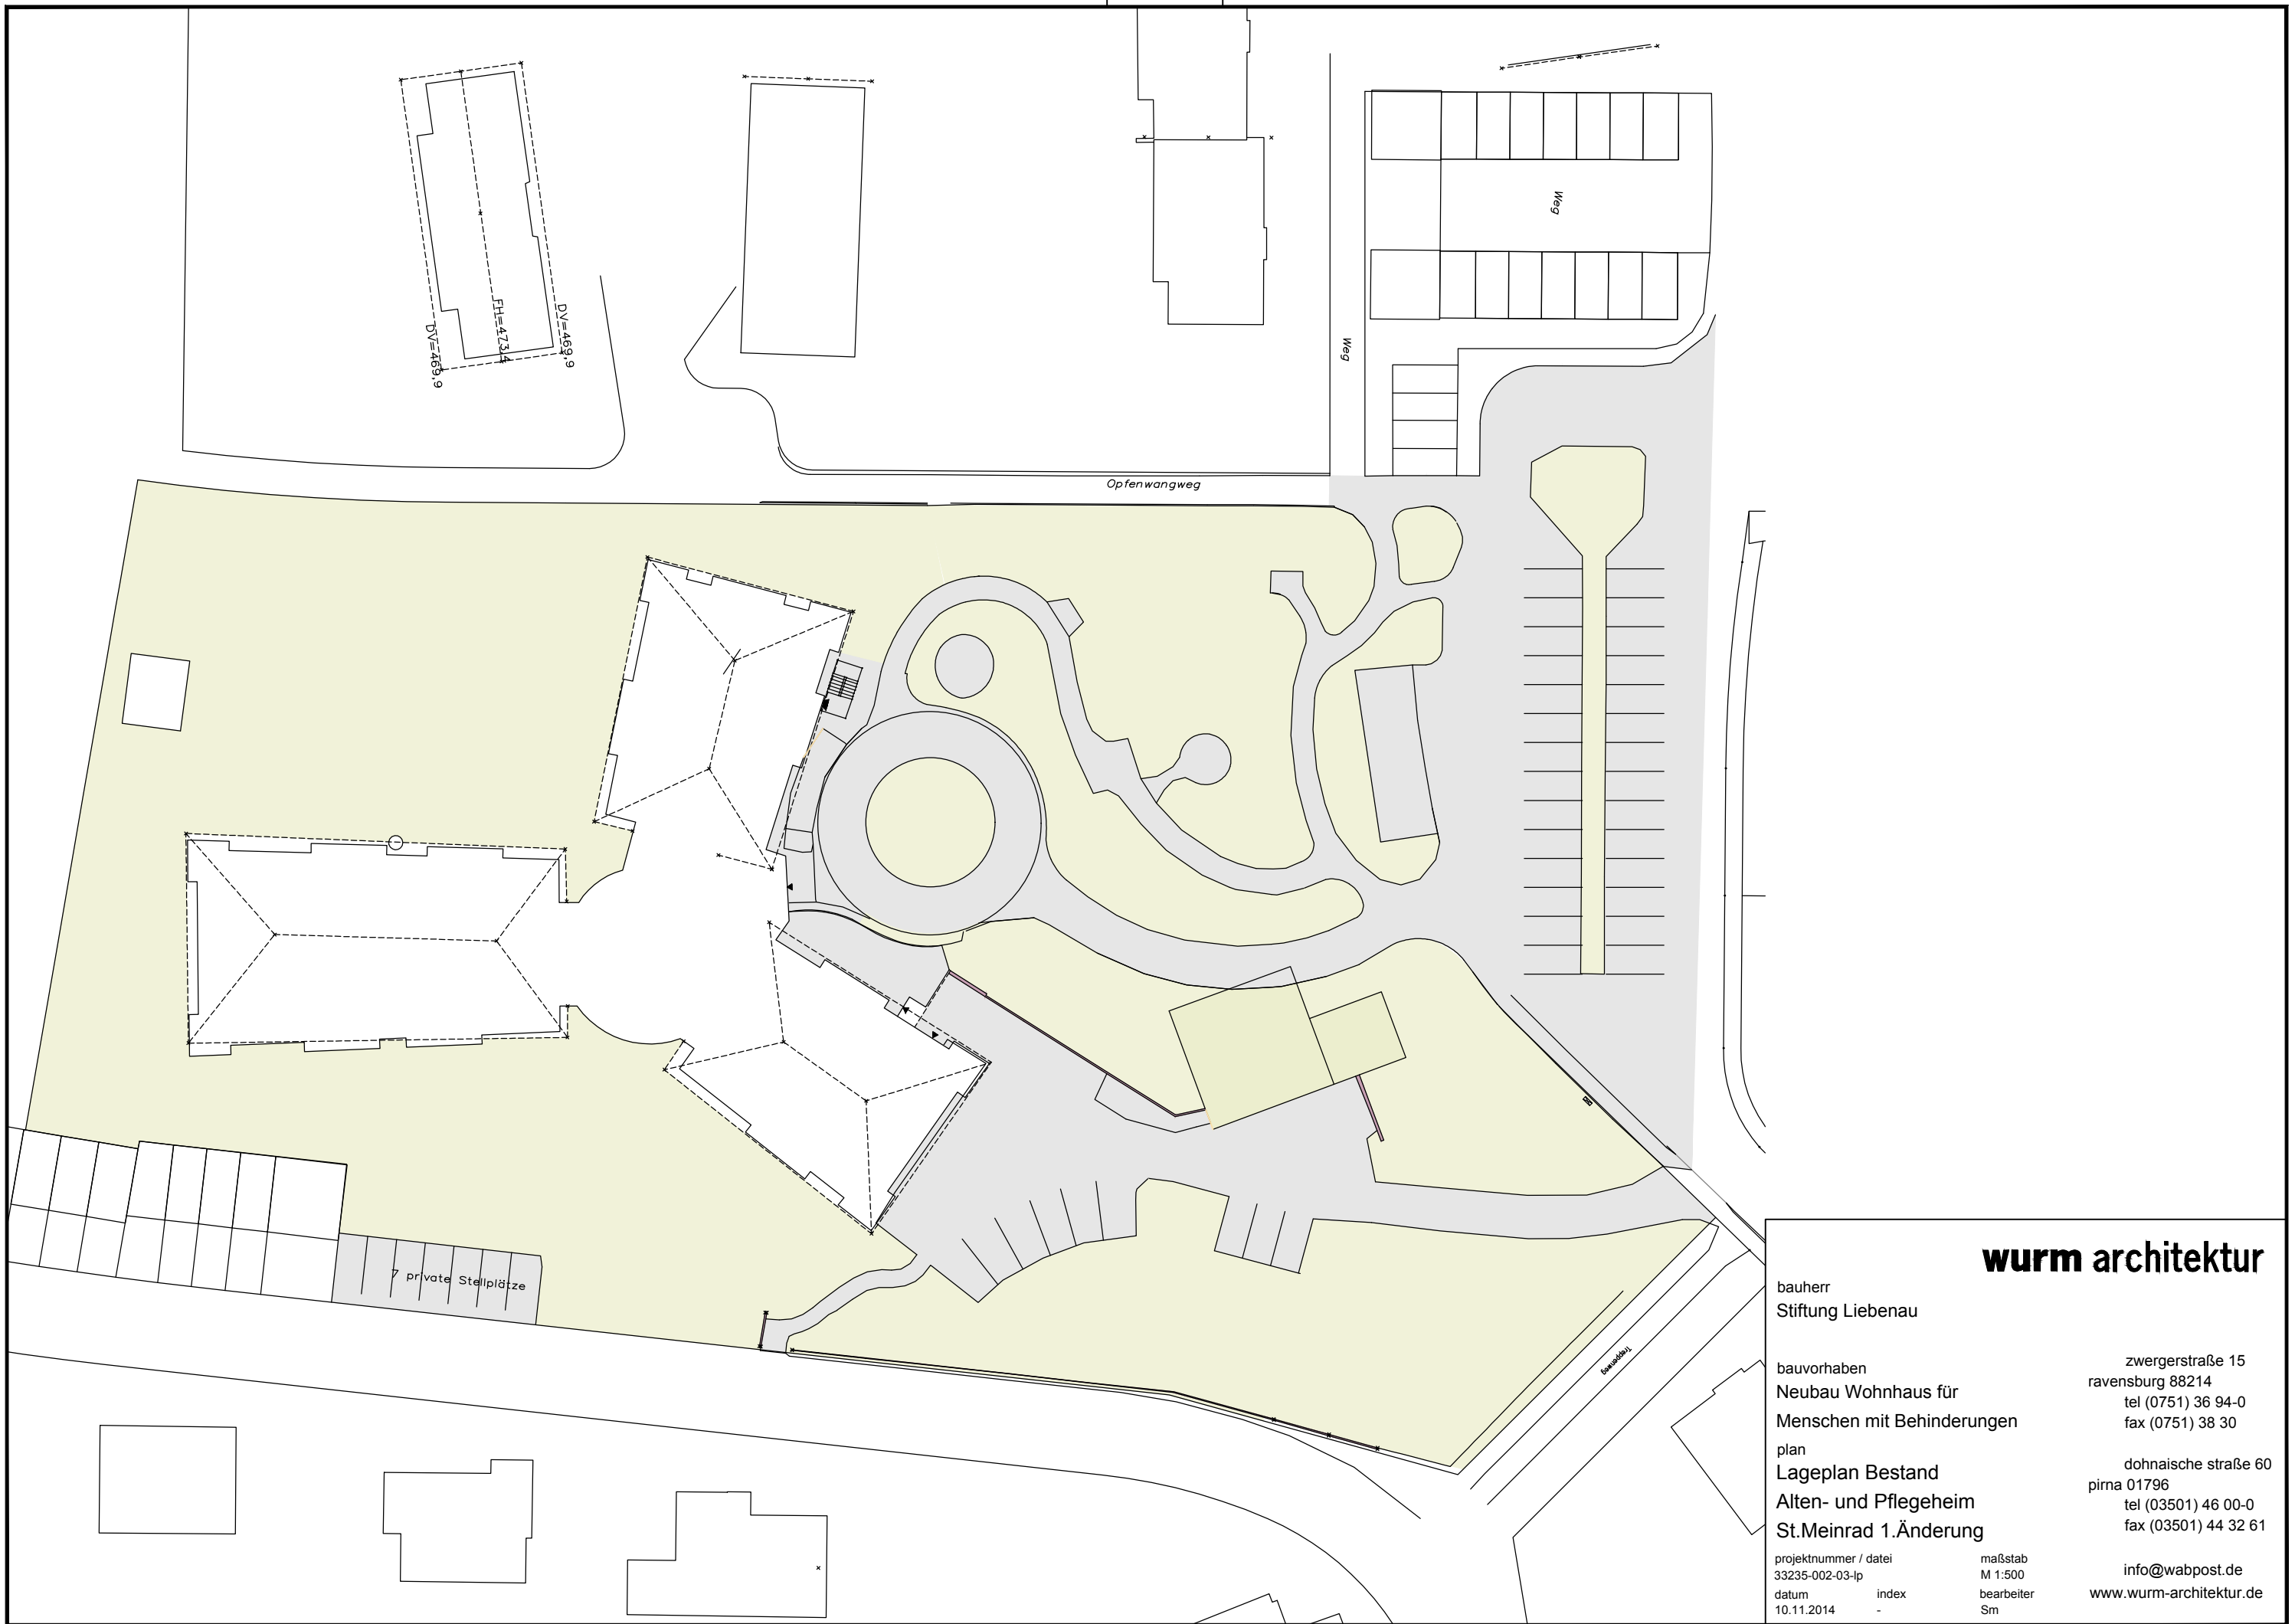 DV=469,9
FH=473,4
DV=469,9
Weg
Weg
Opfenwangweg
7 private Stellplätze
Treppenweg
wurm architektur
bauherr
Stiftung Liebenau
bauvorhaben
Neubau Wohnhaus für
Menschen mit Behinderungen
plan
Lageplan Bestand
Alten- und Pflegeheim
St.Meinrad 1.Änderung
zwergerstraße 15
ravensburg 88214
tel (0751) 36 94-0
fax (0751) 38 30
dohnaische straße 60
pirna 01796
tel (03501) 46 00-0
fax (03501) 44 32 61
projektnummer / datei
33235-002-03-lp
maßstab
M 1:500
datum
10.11.2014
index
-
bearbeiter
Sm
info@wabpost.de
www.wurm-architektur.de